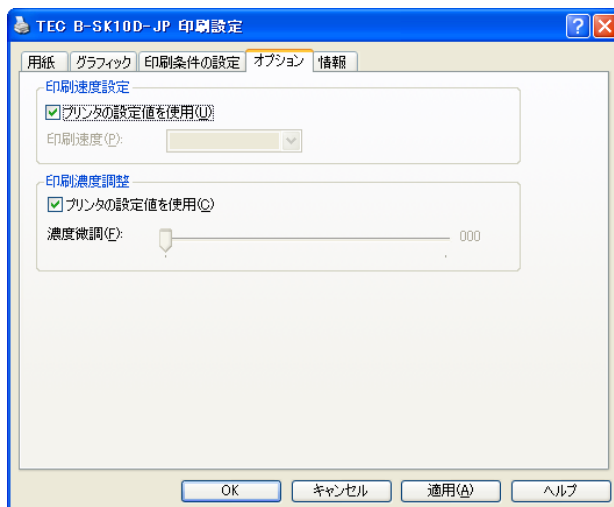 TEC B-SK10D-JP 印刷設定
用紙 グラフィック 印刷条件の設定 オプション 情報
印刷速度設定
プリンタの設定値を使用(U)
印刷速度(P):
印刷濃度調整
プリンタの設定値を使用(C)
濃度微調(F): 000
OK キャンセル 適用(A) ヘルプ